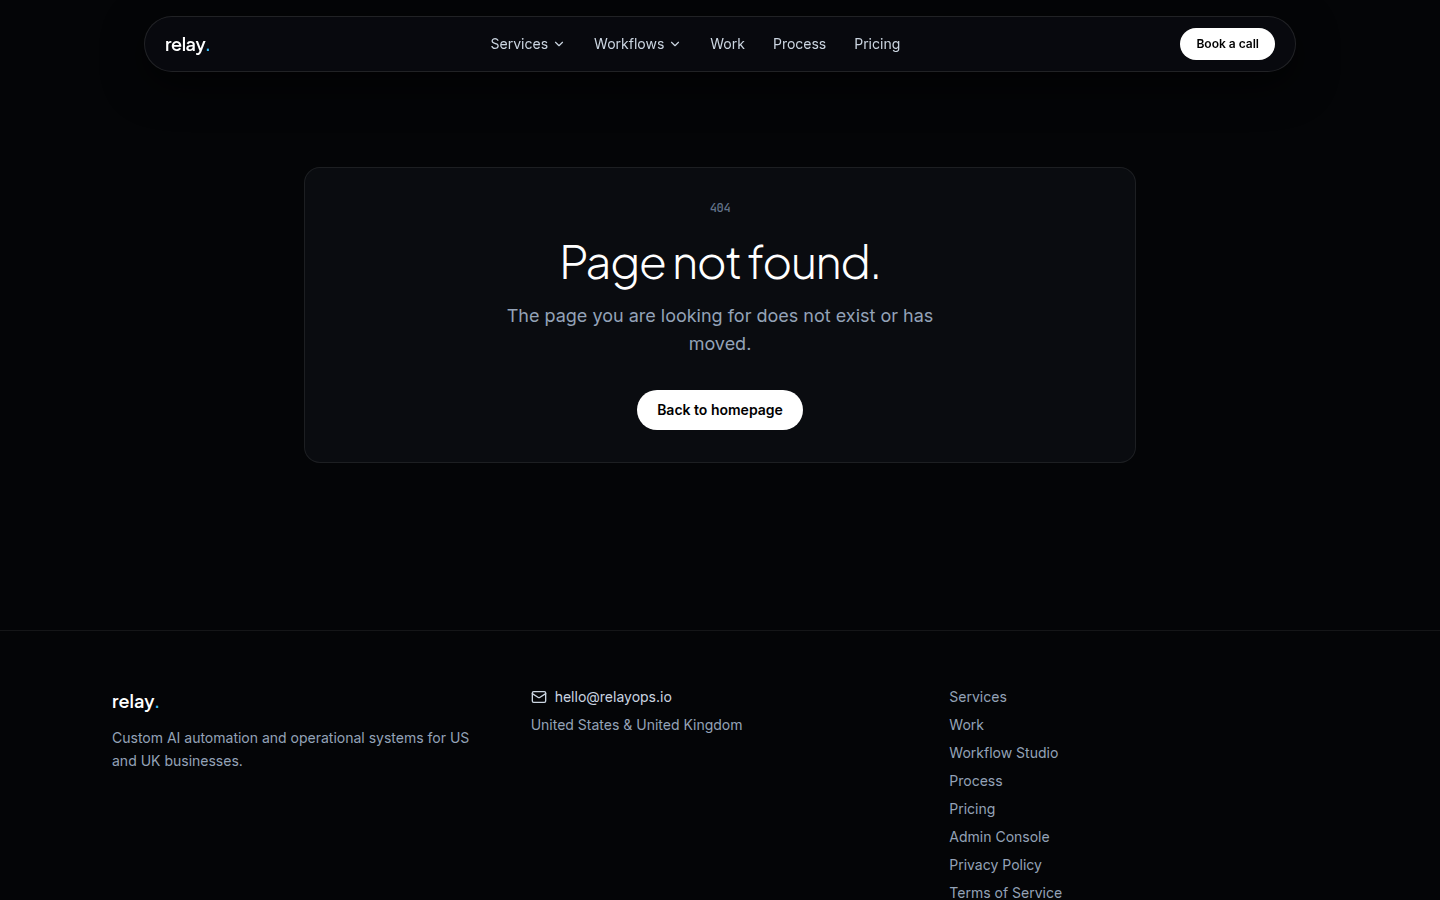 relay.
Services
Workflows
Work
Process
Pricing
Book a call
404
Page not found.
The page you are looking for does not exist or has
moved.
Back to homepage
relay.
Custom AI automation and operational systems for US
and UK businesses.
hello@relayops.io
United States & United Kingdom
Services
Work
Workflow Studio
Process
Pricing
Admin Console
Privacy Policy
Terms of Service